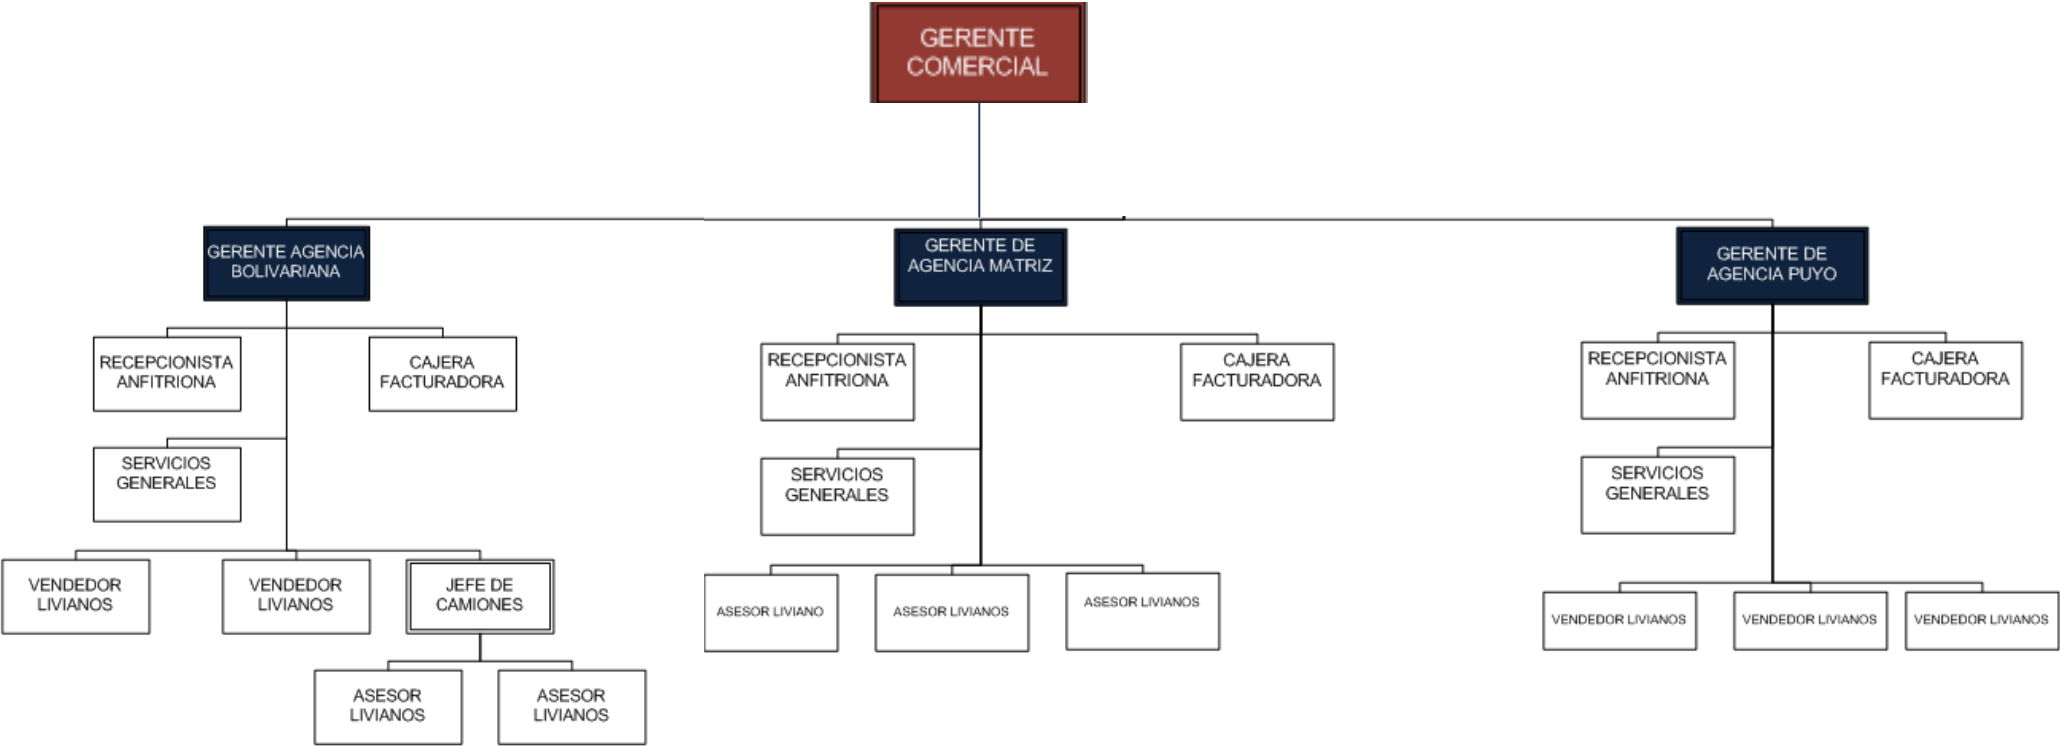 GERENTE
COMERCIAL
GERENTE AGENCIA
BOLIVARIANA
GERENTE DE
AGENCIA MATRIZ
GERENTE DE
AGENCIA PUYO
RECEPCIONISTA
ANFITRIONA
CAJERA
FACTURADORA
RECEPCIONISTA
ANFITRIONA
CAJERA
FACTURADORA
RECEPCIONISTA
ANFITRIONA
CAJERA
FACTURADORA
SERVICIOS
GENERALES
SERVICIOS
GENERALES
SERVICIOS
GENERALES
VENDEDOR
LIVIANOS
VENDEDOR
LIVIANOS
JEFE DE
CAMIONES
ASESOR LIVIANO
ASESOR LIVIANOS
ASESOR LIVIANOS
VENDEDOR LIVIANOS
VENDEDOR LIVIANOS
VENDEDOR LIVIANOS
ASESOR
LIVIANOS
ASESOR
LIVIANOS